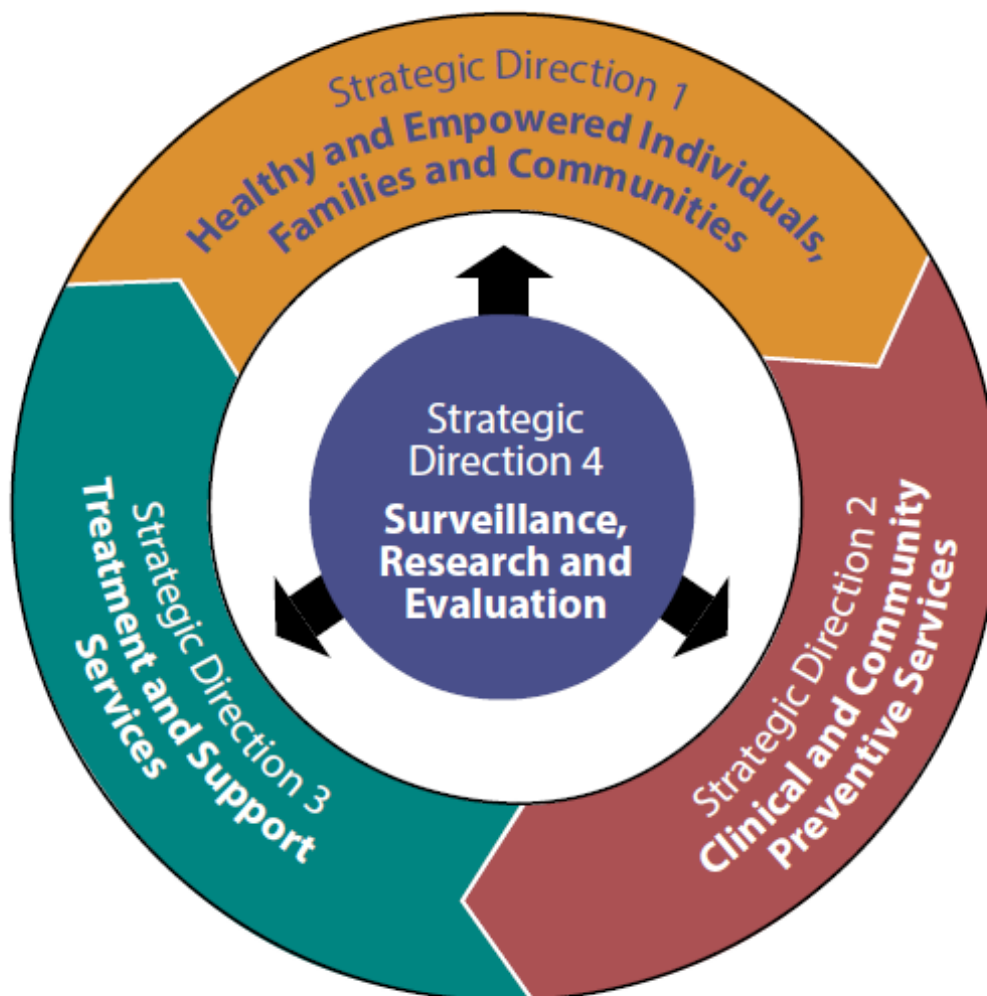 Strategic Direction 1
Healthy and Empowered Individuals,
Families and Communities
Strategic Direction 2
Clinical and Community
Preventive Services
Strategic Direction 3
Treatment and Support
Services
Strategic
Direction 4
Surveillance,
Research and
Evaluation